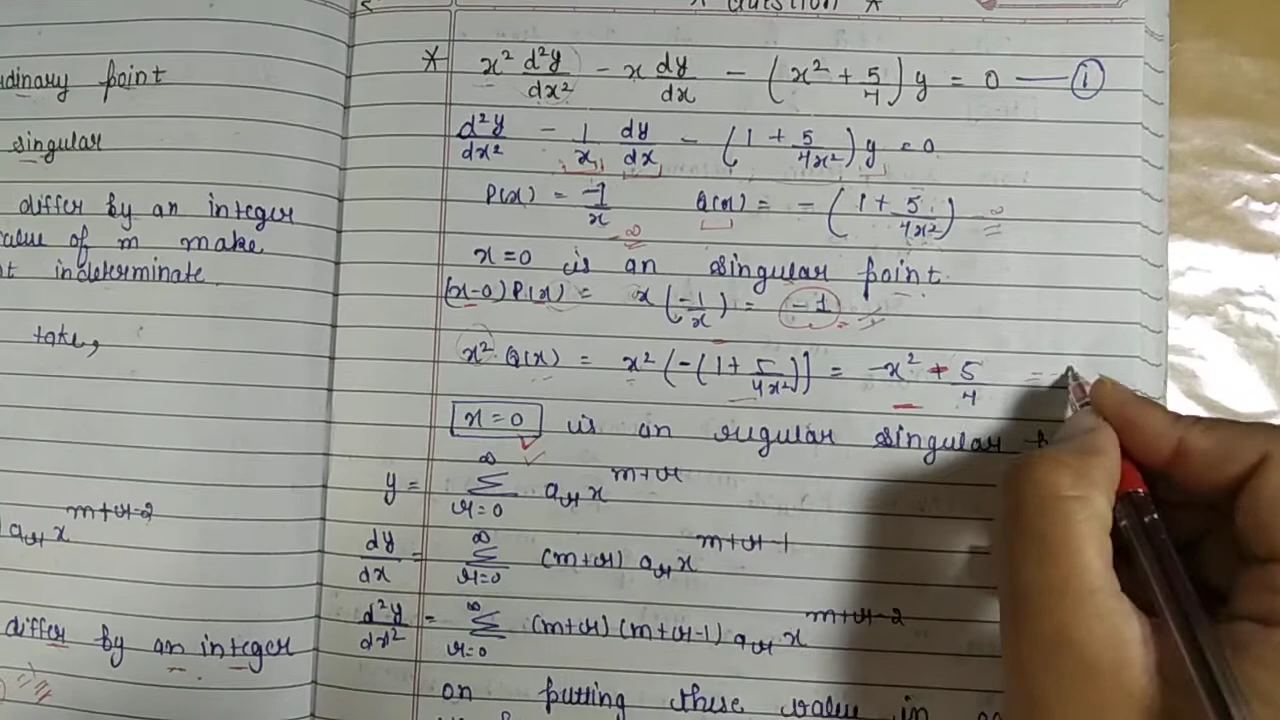 * Question *
dinary point
singular
differ by an integer
value of m make
t indeterminate.
take,
a_r x^{m+r-2}
differ by an integer
* x² d²y/dx² - x dy/dx - (x² + 5/4) y = 0 — ①
d²y/dx² - 1/x dy/dx - (1 + 5/4x²) y = 0
P(x) = -1/x Q(x) = - (1 + 5/4x²) ∞
∞
x=0 is an singular point.
(x-0) P(x) = x (-1/x) = -1
x² Q(x) = x² (-(1 + 5/4x²)] = -x² - 5/4 =
x=0 is an regular singular
y = ∞ Σ r=0 a_r x^{m+r}
dy/dx = ∞ Σ r=0 (m+r) a_r x^{m+r-1}
d²y/dx² = ∞ Σ r=0 (m+r) (m+r-1) a_r x^{m+r-2}
on putting these value in